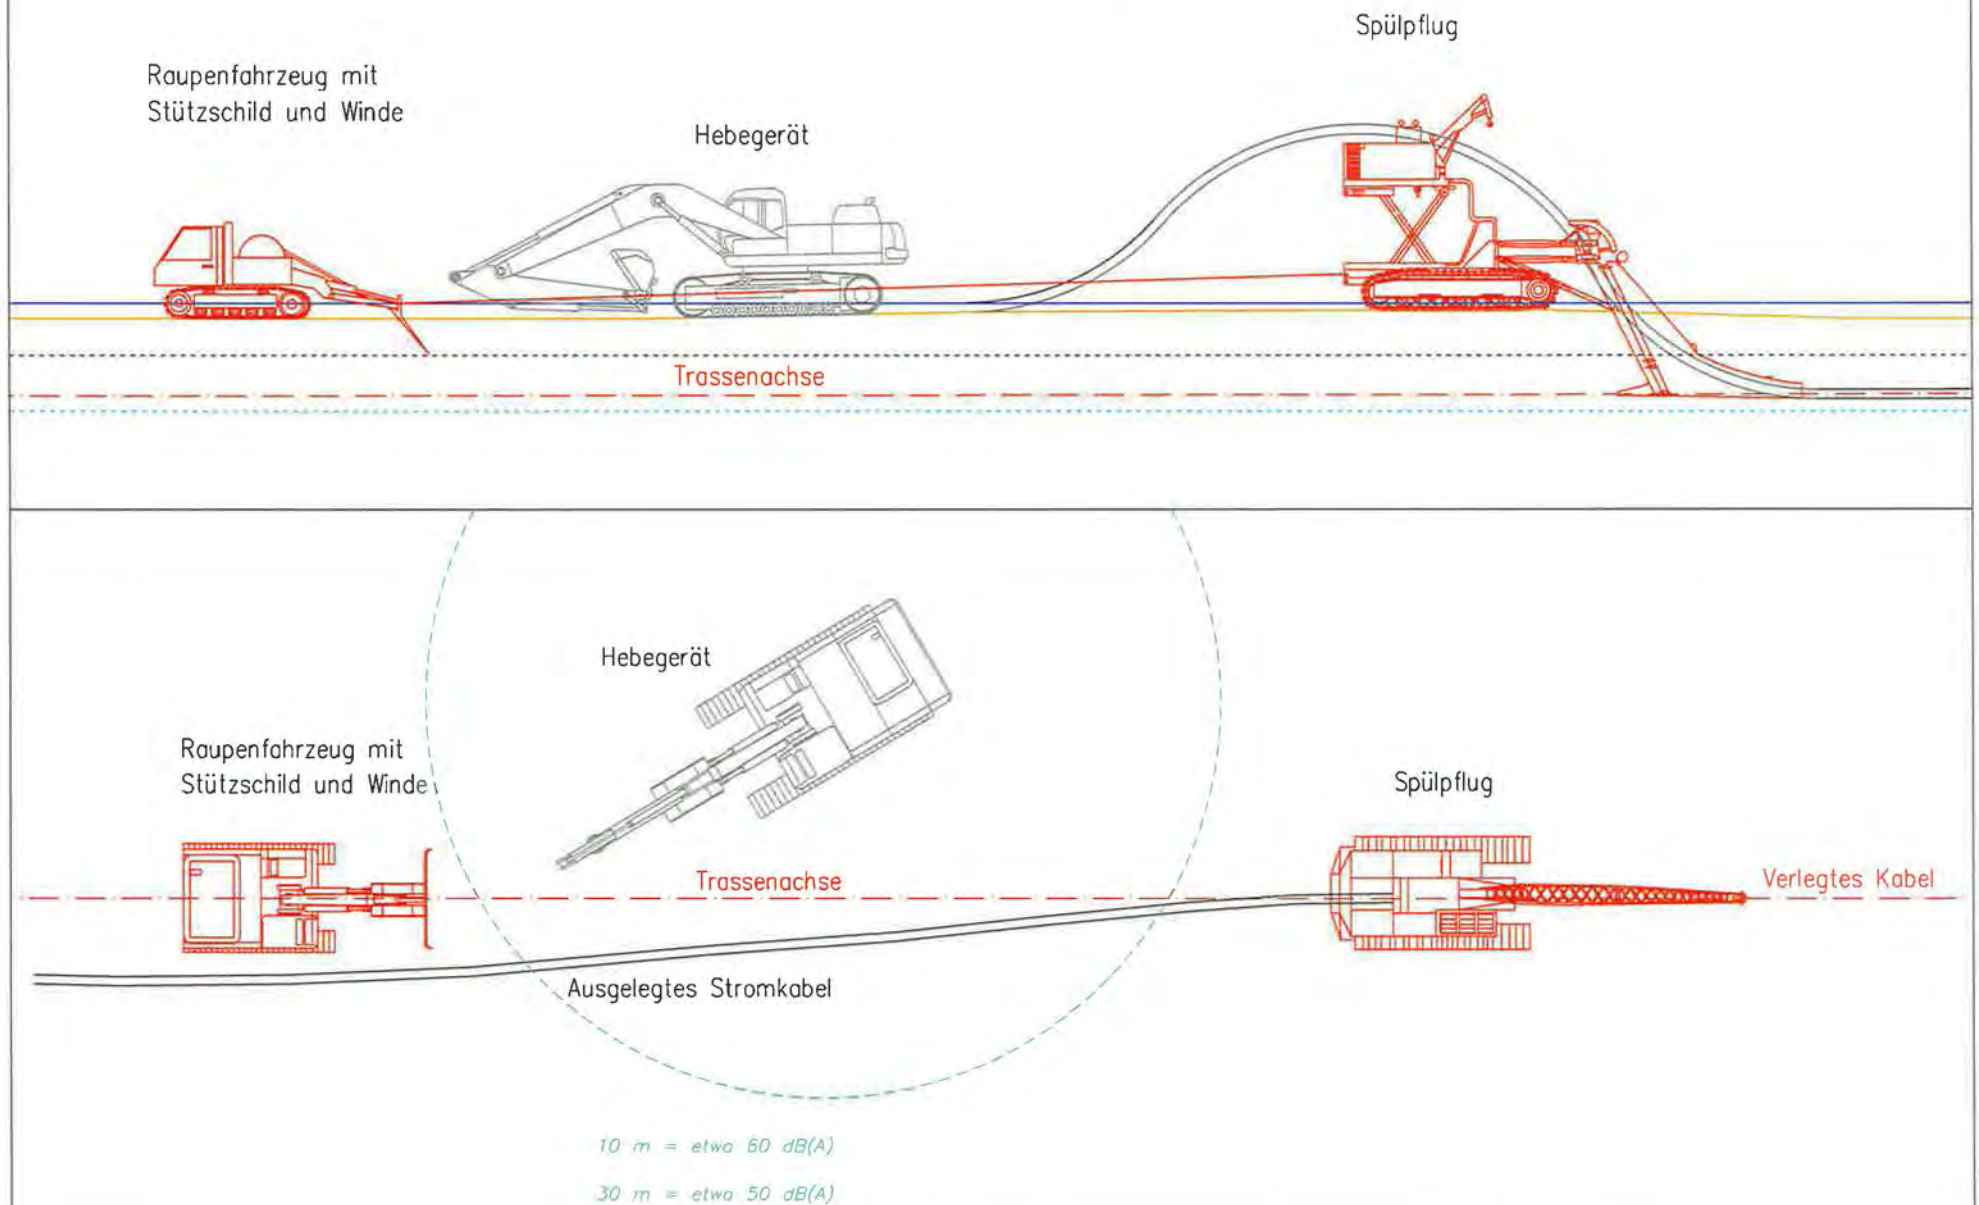 Spülpflug
Raupenfahrzeug mit
Stützschild und Winde
Hebegerät
Trassenachse
Hebegerät
Raupenfahrzeug mit
Stützschild und Winde
Spülpflug
Trassenachse
Verlegtes Kabel
Ausgelegtes Stromkabel
10 m = etwa 60 dB(A)
30 m = etwa 50 dB(A)